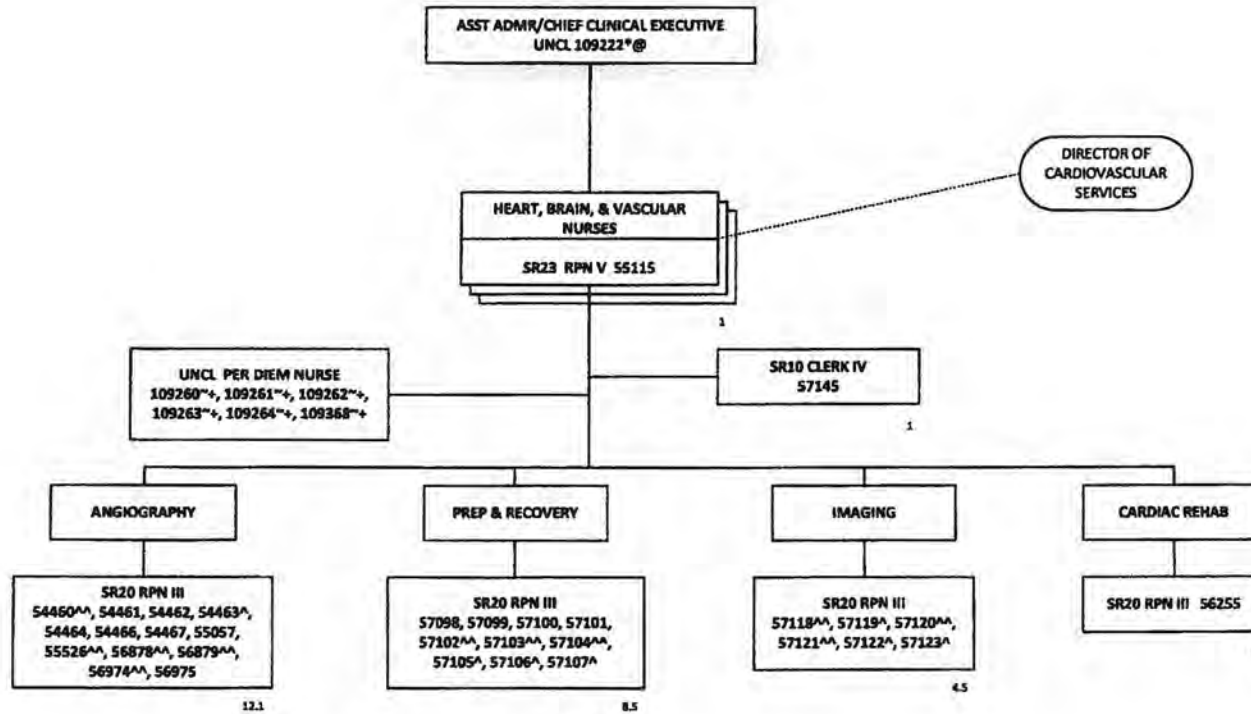 ASST ADMR/CHIEF CLINICAL EXECUTIVE
UNCL 109222*@
DIRECTOR OF
CARDIOVASCULAR
SERVICES
HEART, BRAIN, & VASCULAR
NURSES
SR23 RPN V 55115
1
UNCL PER DIEM NURSE
109260~+, 109261~+, 109262~+,
109263~+, 109264~+, 109368~+
SR10 CLERK IV
57145
1
ANGIOGRAPHY
PREP & RECOVERY
IMAGING
CARDIAC REHAB
SR20 RPN III
54460^^, 54461, 54462, 54463^,
54464, 54466, 54467, 55057,
55526^^, 56878^^, 56879^^,
56974^^, 56975
12.1
SR20 RPN III
57098, 57099, 57100, 57101,
57102^^, 57103^^, 57104^^,
57105^, 57106^, 57107^
8.5
SR20 RPN III
57118^^, 57119^, 57120^^,
57121^^, 57122^, 57123^
4.5
SR20 RPN III 56255